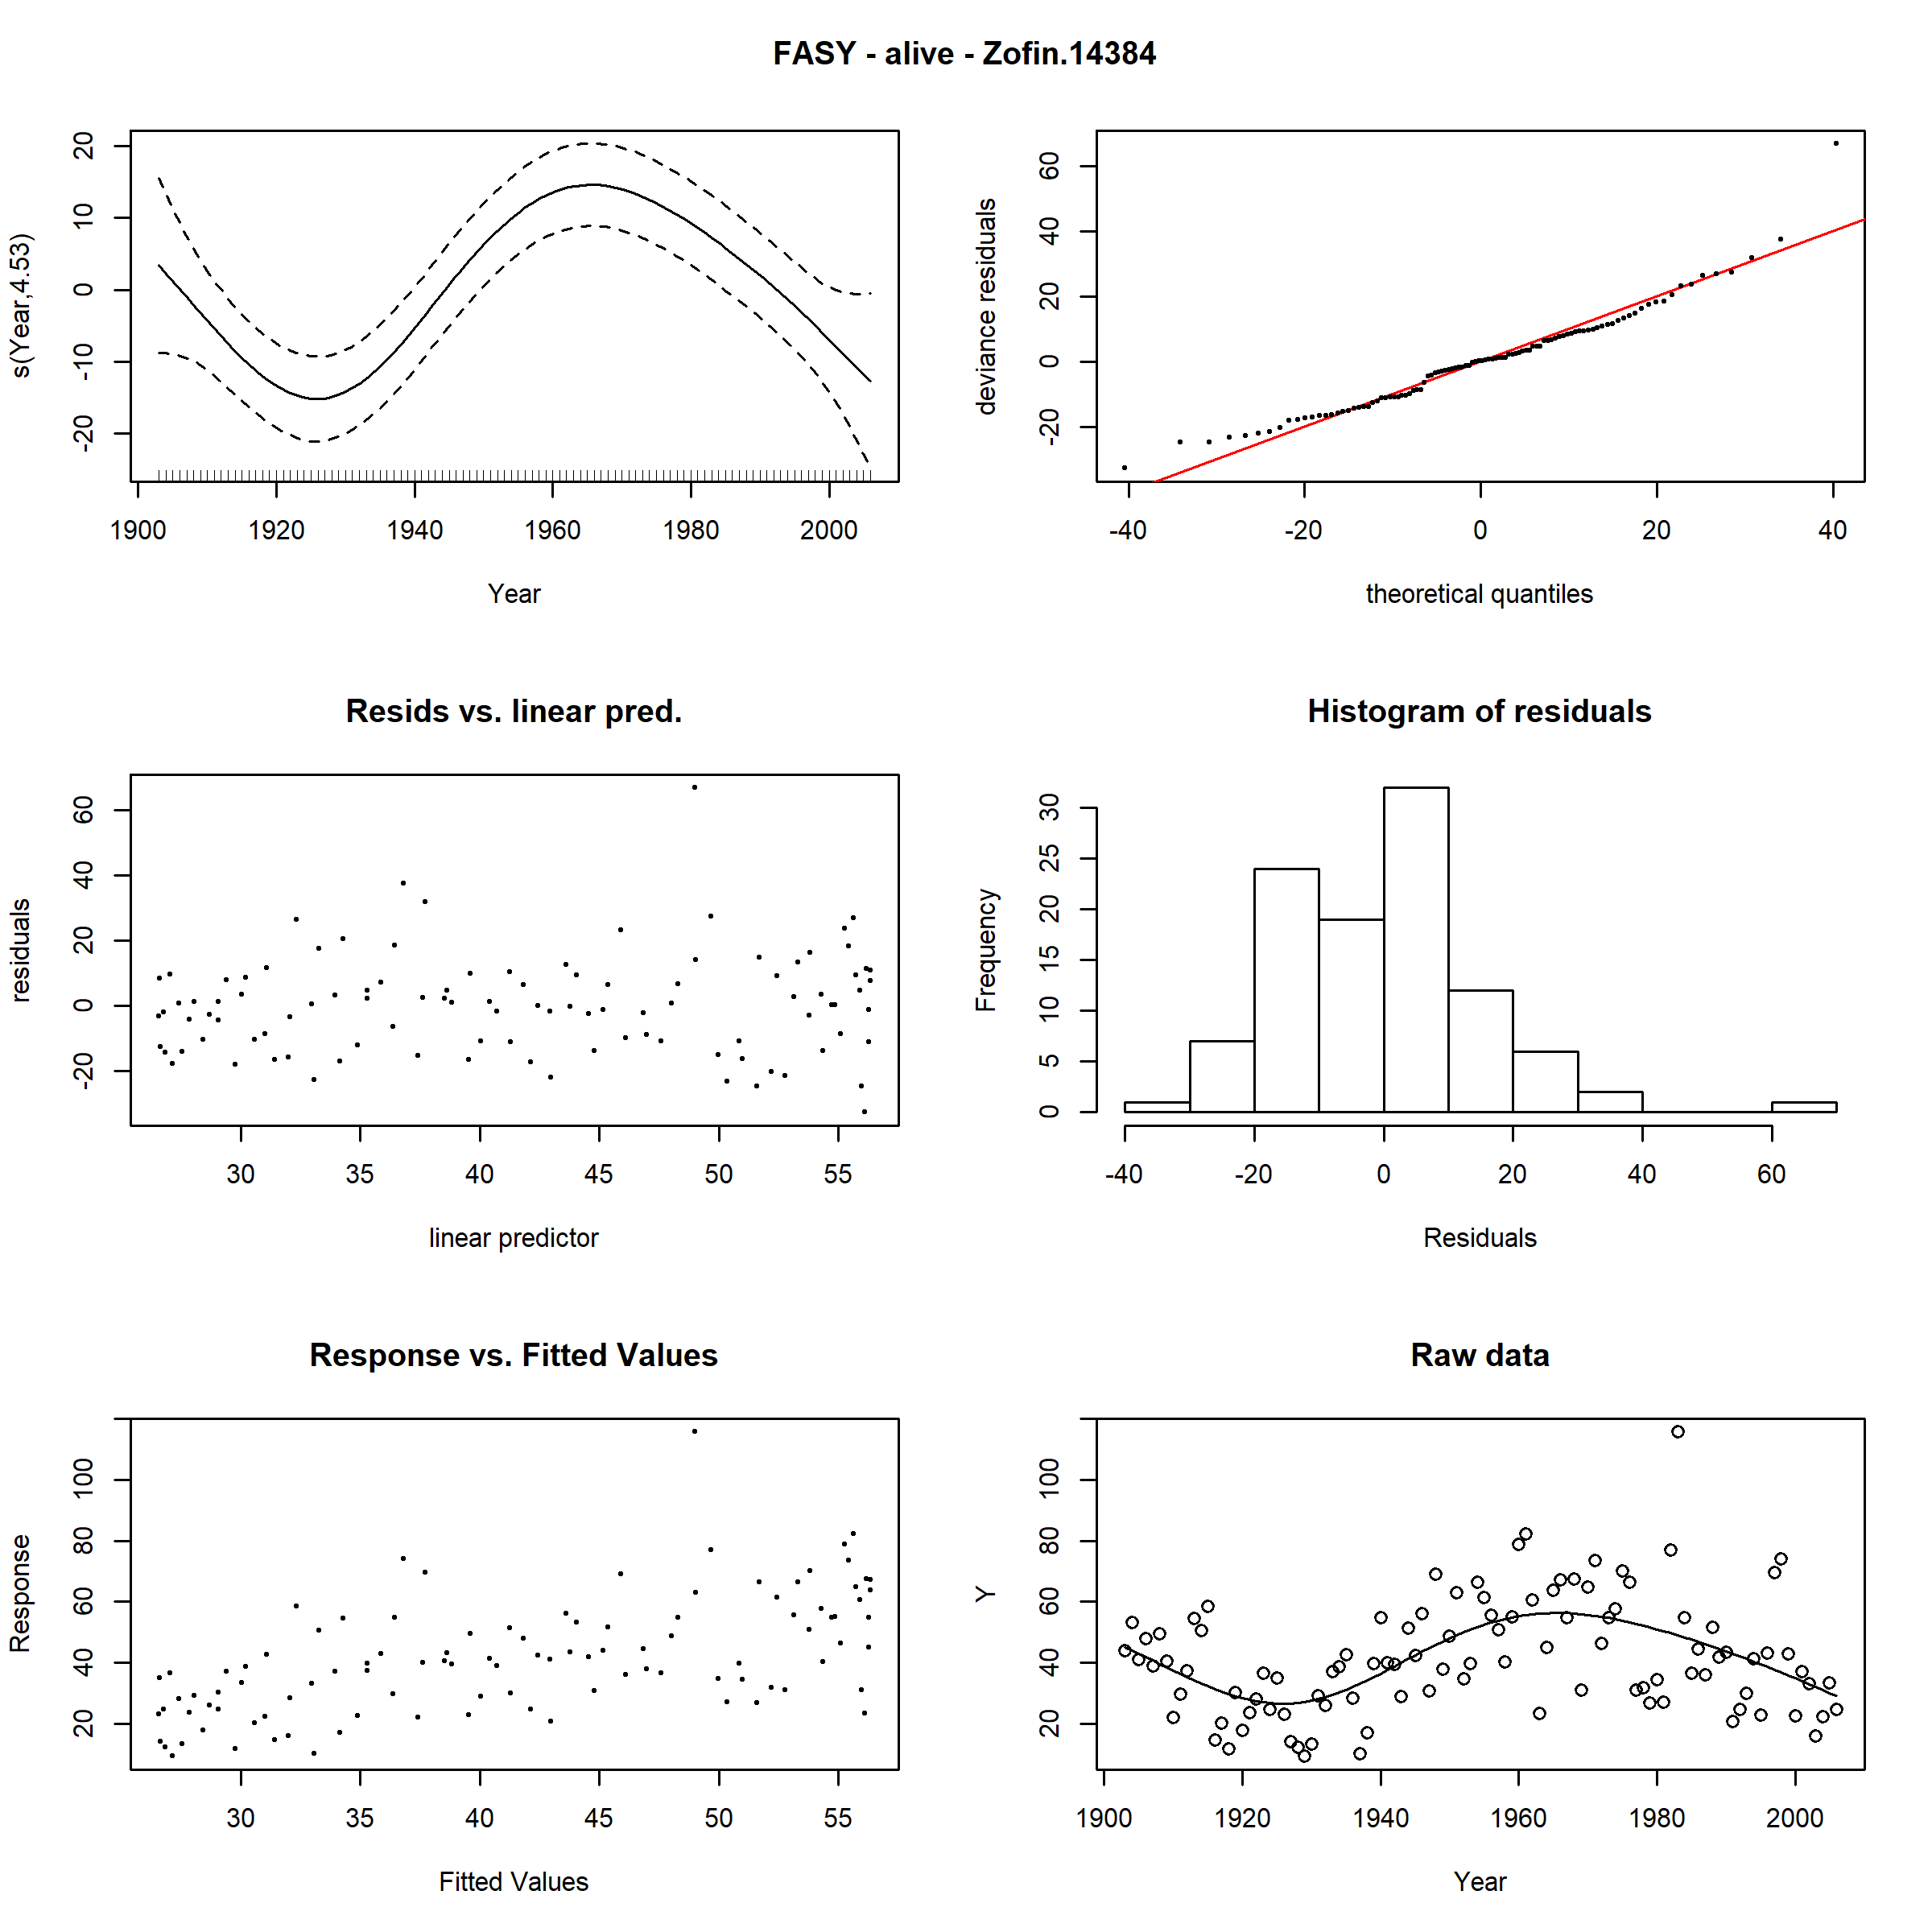 FASY - alive - Zofin.14384
s(Year,4.53)
-20 -10 0 10 20
1900 1920 1940 1960 1980 2000
Year
deviance residuals
-20 0 20 40 60
-40 -20 0 20 40
theoretical quantiles
Resids vs. linear pred.
residuals
-20 0 20 40 60
30 35 40 45 50 55
linear predictor
Histogram of residuals
Frequency
0 5 10 15 20 25 30
-40 -20 0 20 40 60
Residuals
Response vs. Fitted Values
Response
20 40 60 80 100
30 35 40 45 50 55
Fitted Values
Raw data
Y
20 40 60 80 100
1900 1920 1940 1960 1980 2000
Year